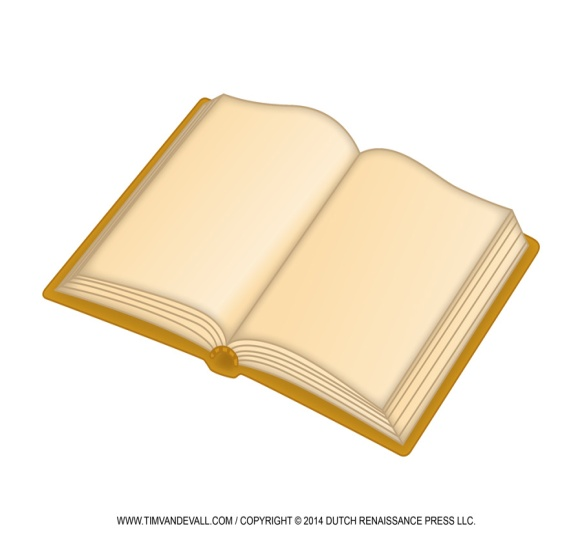 WWW.TIMVANDEVALL.COM / COPYRIGHT © 2014 DUTCH RENAISSANCE PRESS LLC.